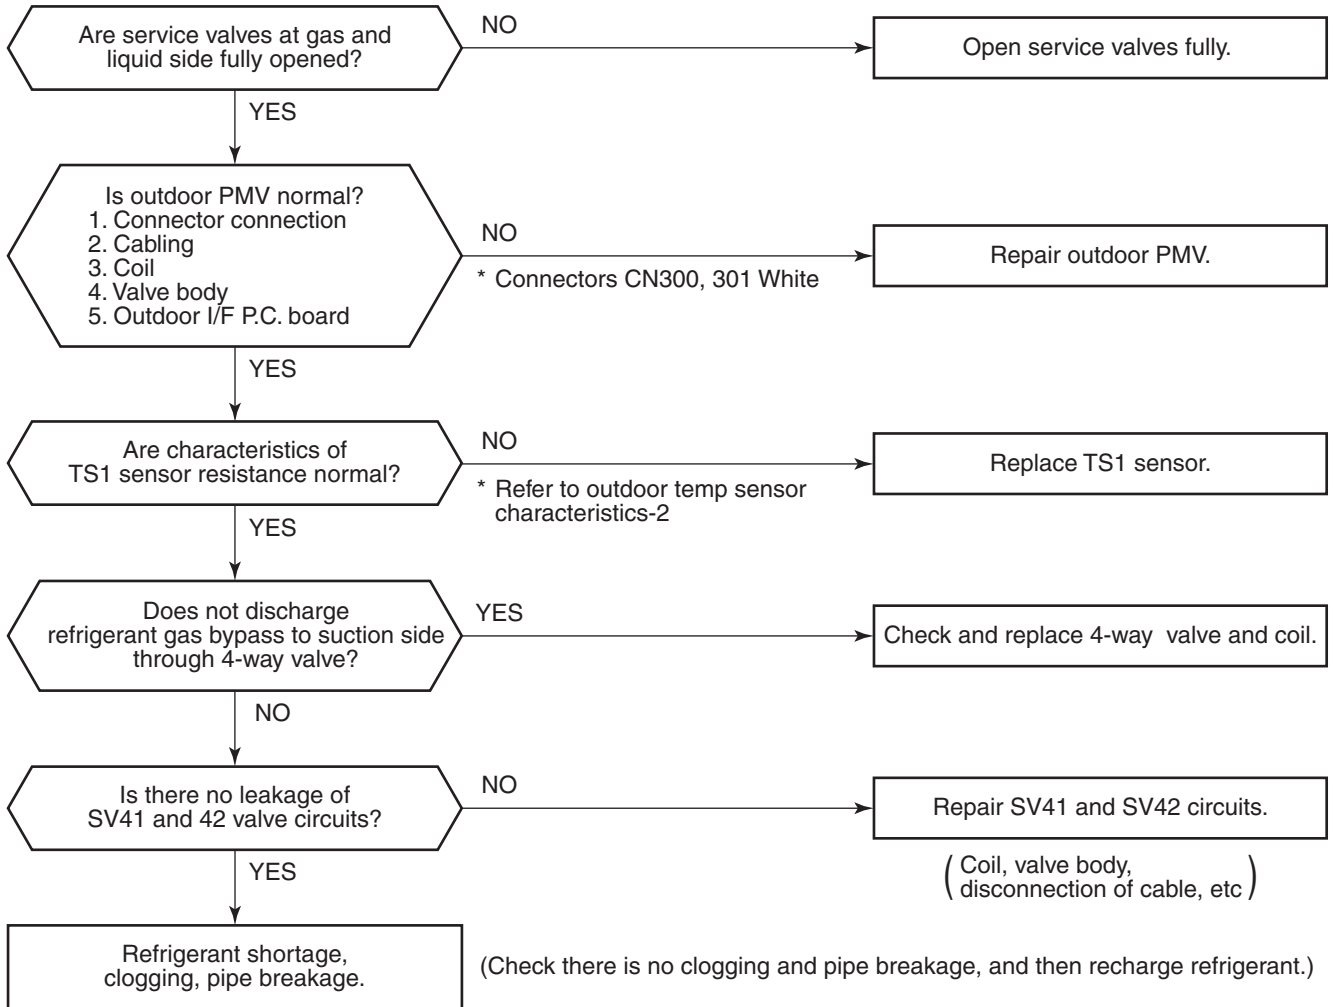 Are service valves at gas and
liquid side fully opened?
NO
Open service valves fully.
YES
Is outdoor PMV normal?
1. Connector connection
2. Cabling
3. Coil
4. Valve body
5. Outdoor I/F P.C. board
NO
* Connectors CN300, 301 White
Repair outdoor PMV.
YES
Are characteristics of
TS1 sensor resistance normal?
NO
* Refer to outdoor temp sensor
characteristics-2
Replace TS1 sensor.
YES
Does not discharge
refrigerant gas bypass to suction side
through 4-way valve?
YES
Check and replace 4-way valve and coil.
NO
Is there no leakage of
SV41 and 42 valve circuits?
NO
Repair SV41 and SV42 circuits.
(Coil, valve body,
disconnection of cable, etc)
YES
Refrigerant shortage,
clogging, pipe breakage.
(Check there is no clogging and pipe breakage, and then recharge refrigerant.)